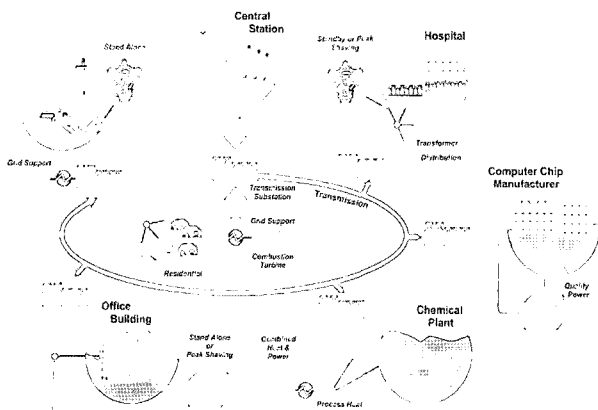 Central
Station
Stand Alone
Standby or Peak
Shaving
Hospital
Grid Support
Transformer
Distribution
Computer Chip
Manufacturer
Transmission
Substation
Transmission
Grid Support
Combustion
Turbine
Residential
Quality
Power
Office
Building
Stand Alone
or
Peak Shaving
Combined
Heat &
Power
Chemical
Plant
Process Heat